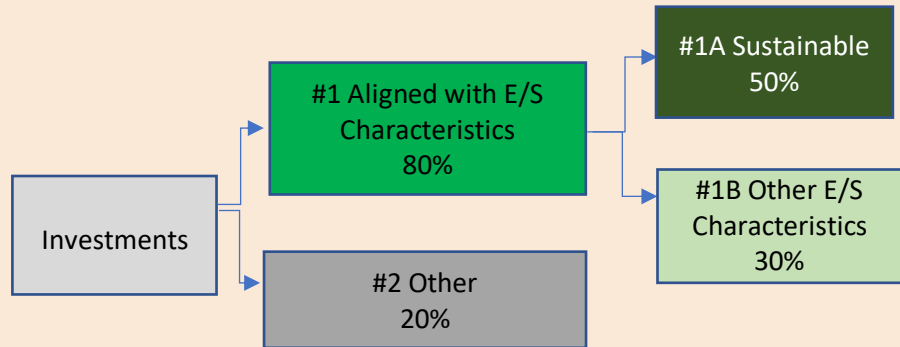 #1A Sustainable
50%
#1 Aligned with E/S
Characteristics
80%
#1B Other E/S
Characteristics
30%
Investments
#2 Other
20%